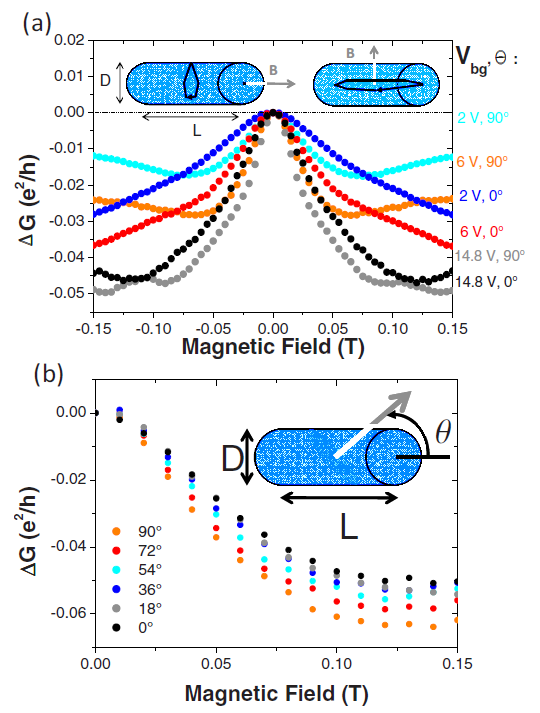 (a)
V_bg, Θ :
0.02
0.01
0.00
-0.01
-0.02
-0.03
-0.04
-0.05
ΔG (e²/h)
D
L
B
B
2 V, 90°
6 V, 90°
2 V, 0°
6 V, 0°
14.8 V, 90°
14.8 V, 0°
-0.15 -0.10 -0.05 0.00 0.05 0.10 0.15
Magnetic Field (T)
(b)
0.00
-0.02
-0.04
-0.06
ΔG (e²/h)
D
L
θ
90°
72°
54°
36°
18°
0°
0.00 0.05 0.10 0.15
Magnetic Field (T)